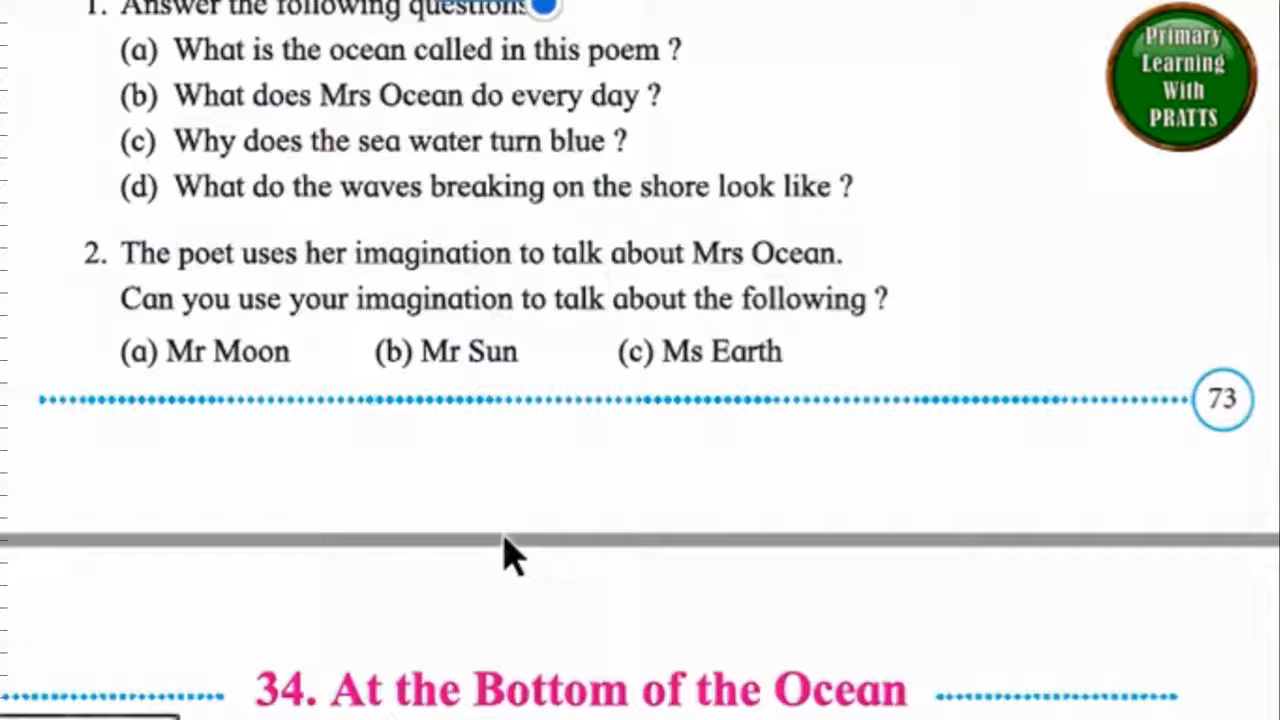 1. Answer the following questions
(a) What is the ocean called in this poem ?
(b) What does Mrs Ocean do every day ?
(c) Why does the sea water turn blue ?
(d) What do the waves breaking on the shore look like ?
2. The poet uses her imagination to talk about Mrs Ocean.
Can you use your imagination to talk about the following ?
(a) Mr Moon (b) Mr Sun (c) Ms Earth
73
34. At the Bottom of the Ocean
Primary
Learning
With
PRATTS